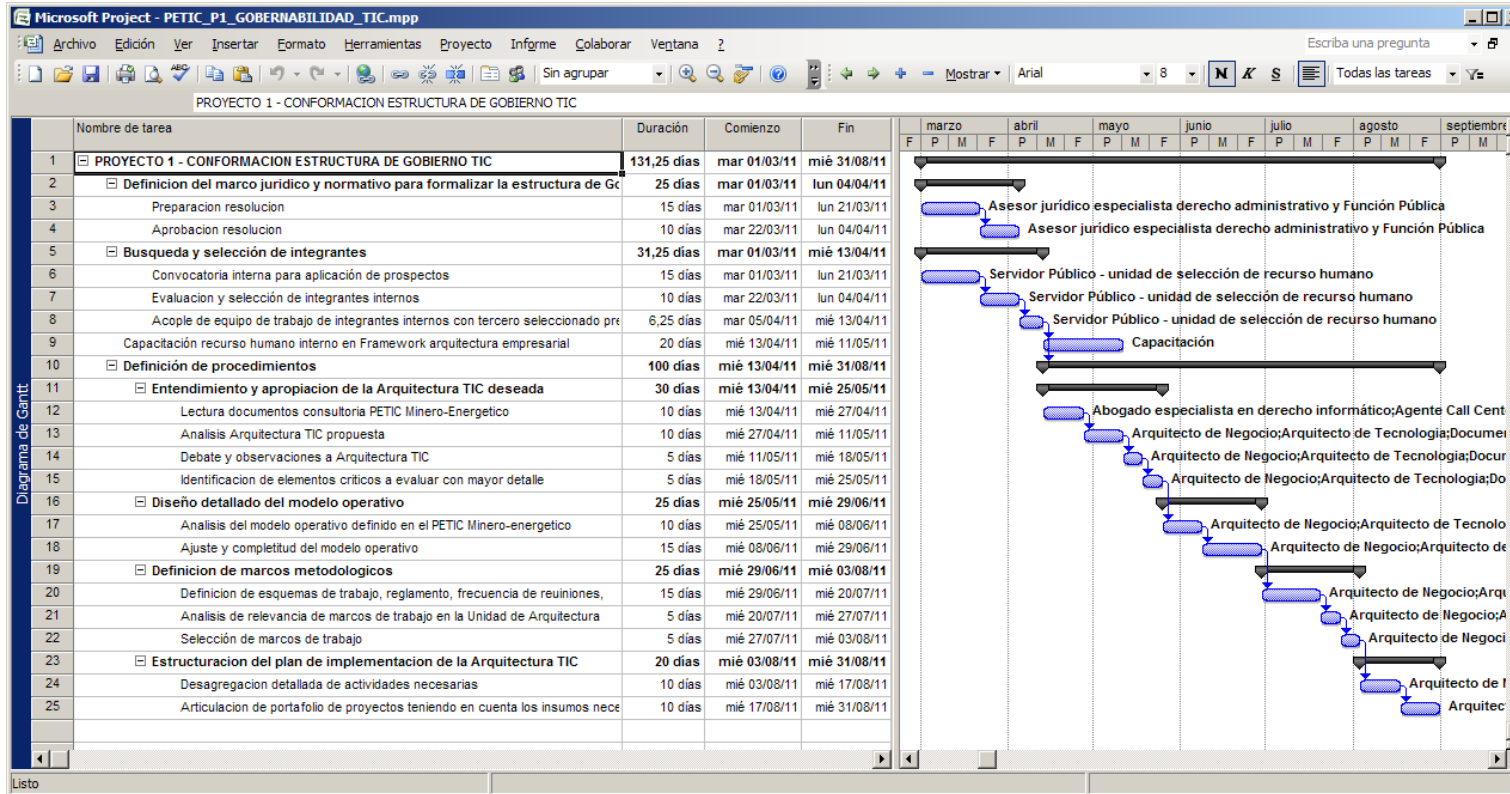 Microsoft Project - PETIC_P1_GOBERNABILIDAD_TIC.mpp
Archivo Edición Ver Insertar Formato Herramientas Proyecto Informe Colaborar Ventana ? Escriba una pregunta
Sin agrupar Mostrar Arial 8 N K S Todas las tareas
PROYECTO 1 - CONFORMACION ESTRUCTURA DE GOBIERNO TIC
Nombre de tarea Duración Comienzo Fin marzo abril mayo junio julio agosto septiembre
F P M F P M F P M F P M F P M F P M F P M
1 PROYECTO 1 - CONFORMACION ESTRUCTURA DE GOBIERNO TIC 131,25 días mar 01/03/11 mié 31/08/11
2 Definicion del marco juridico y normativo para formalizar la estructura de Go 25 días mar 01/03/11 lun 04/04/11
3 Preparacion resolucion 15 días mar 01/03/11 lun 21/03/11 Asesor jurídico especialista derecho administrativo y Función Pública
4 Aprobacion resolucion 10 días mar 22/03/11 lun 04/04/11 Asesor jurídico especialista derecho administrativo y Función Pública
5 Busqueda y selección de integrantes 31,25 días mar 01/03/11 mié 13/04/11
6 Convocatoria interna para aplicación de prospectos 15 días mar 01/03/11 lun 21/03/11 Servidor Público - unidad de selección de recurso humano
7 Evaluacion y selección de integrantes internos 10 días mar 22/03/11 lun 04/04/11 Servidor Público - unidad de selección de recurso humano
8 Acople de equipo de trabajo de integrantes internos con tercero seleccionado pre 6,25 días mar 05/04/11 mié 13/04/11 Servidor Público - unidad de selección de recurso humano
9 Capacitación recurso humano interno en Framework arquitectura empresarial 20 días mié 13/04/11 mié 11/05/11 Capacitación
10 Definición de procedimientos 100 días mié 13/04/11 mié 31/08/11
11 Entendimiento y apropiacion de la Arquitectura TIC deseada 30 días mié 13/04/11 mié 25/05/11
12 Lectura documentos consultoria PETIC Minero-Energetico 10 días mié 13/04/11 mié 27/04/11 Abogado especialista en derecho informático;Agente Call Cent
13 Analisis Arquitectura TIC propuesta 10 días mié 27/04/11 mié 11/05/11 Arquitecto de Negocio;Arquitecto de Tecnologia;Documen
14 Debate y observaciones a Arquitectura TIC 5 días mié 11/05/11 mié 18/05/11 Arquitecto de Negocio;Arquitecto de Tecnologia;Docum
15 Identificacion de elementos criticos a evaluar con mayor detalle 5 días mié 18/05/11 mié 25/05/11 Arquitecto de Negocio;Arquitecto de Tecnologia;Do
16 Diseño detallado del modelo operativo 25 días mié 25/05/11 mié 29/06/11
17 Analisis del modelo operativo definido en el PETIC Minero-energetico 10 días mié 25/05/11 mié 08/06/11 Arquitecto de Negocio;Arquitecto de Tecnolo
18 Ajuste y completitud del modelo operativo 15 días mié 08/06/11 mié 29/06/11 Arquitecto de Negocio;Arquitecto de
19 Definicion de marcos metodologicos 25 días mié 29/06/11 mié 03/08/11
20 Definicion de esquemas de trabajo, reglamento, frecuencia de reuiniones, 15 días mié 29/06/11 mié 20/07/11 Arquitecto de Negocio;Arqu
21 Analisis de relevancia de marcos de trabajo en la Unidad de Arquitectura 5 días mié 20/07/11 mié 27/07/11 Arquitecto de Negocio;A
22 Selección de marcos de trabajo 5 días mié 27/07/11 mié 03/08/11 Arquitecto de Negoci
23 Estructuracion del plan de implementacion de la Arquitectura TIC 20 días mié 03/08/11 mié 31/08/11
24 Desagregacion detallada de actividades necesarias 10 días mié 03/08/11 mié 17/08/11 Arquitecto de N
25 Articulacion de portafolio de proyectos teniendo en cuenta los insumos nece 10 días mié 17/08/11 mié 31/08/11 Arquitec
Diagrama de Gantt
Listo